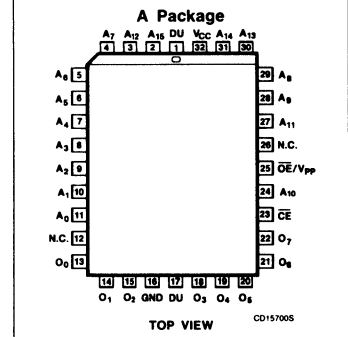 A Package
A7 A12 A15 DU VCC A14 A13
4 3 2 1 32 31 30
A6 5 29 A8
A5 6 28 A9
A4 7 27 A11
A3 8 26 N.C.
A2 9 25 OE/VPP
A1 10 24 A10
A0 11 23 CE
N.C. 12 22 O7
O0 13 21 O6
14 15 16 17 18 19 20
O1 O2 GND DU O3 O4 O5
CD15700S
TOP VIEW